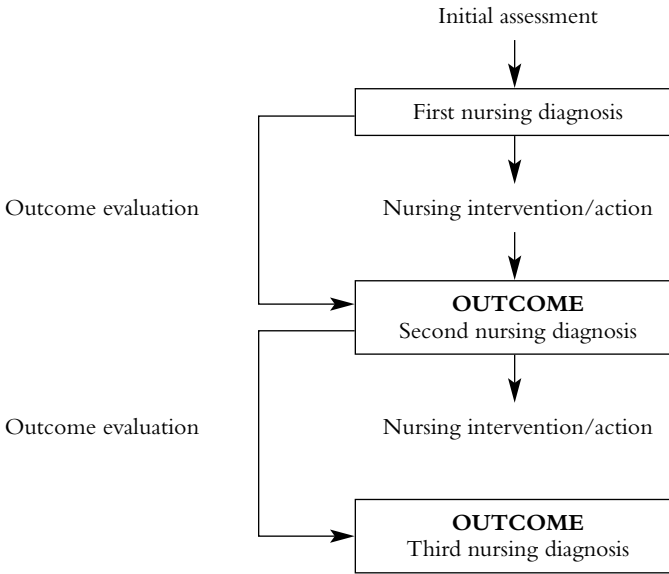 Initial assessment
First nursing diagnosis
Outcome evaluation
Nursing intervention/action
OUTCOME
Second nursing diagnosis
Outcome evaluation
Nursing intervention/action
OUTCOME
Third nursing diagnosis